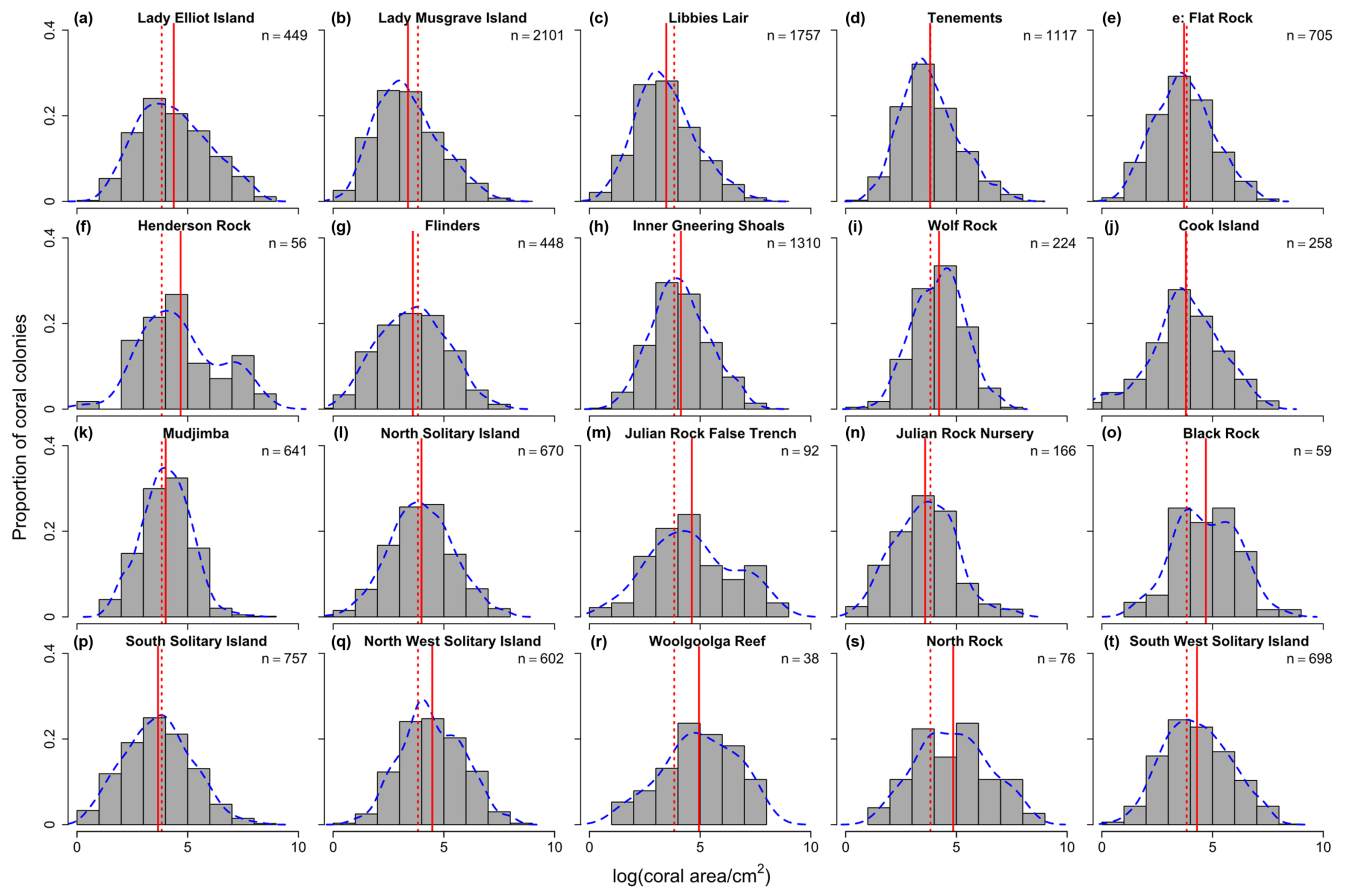 (a) Lady Elliot Island
n = 449
(b) Lady Musgrave Island
n = 2101
(c) Libbies Lair
n = 1757
(d) Tenements
n = 1117
(e) e: Flat Rock
n = 705
0.4
0.2
0
(f) Henderson Rock
n = 56
(g) Flinders
n = 448
(h) Inner Gneering Shoals
n = 1310
(i) Wolf Rock
n = 224
(j) Cook Island
n = 258
0.4
0.2
0
(k) Mudjimba
n = 641
(l) North Solitary Island
n = 670
(m) Julian Rock False Trench
n = 92
(n) Julian Rock Nursery
n = 166
(o) Black Rock
n = 59
0.4
0.2
0
(p) South Solitary Island
n = 757
(q) North West Solitary Island
n = 602
(r) Woolgoolga Reef
n = 38
(s) North Rock
n = 76
(t) South West Solitary Island
n = 698
0.4
0.2
0
0 5 10
0 5 10
0 5 10
0 5 10
0 5 10
Proportion of coral colonies
log(coral area/cm²)